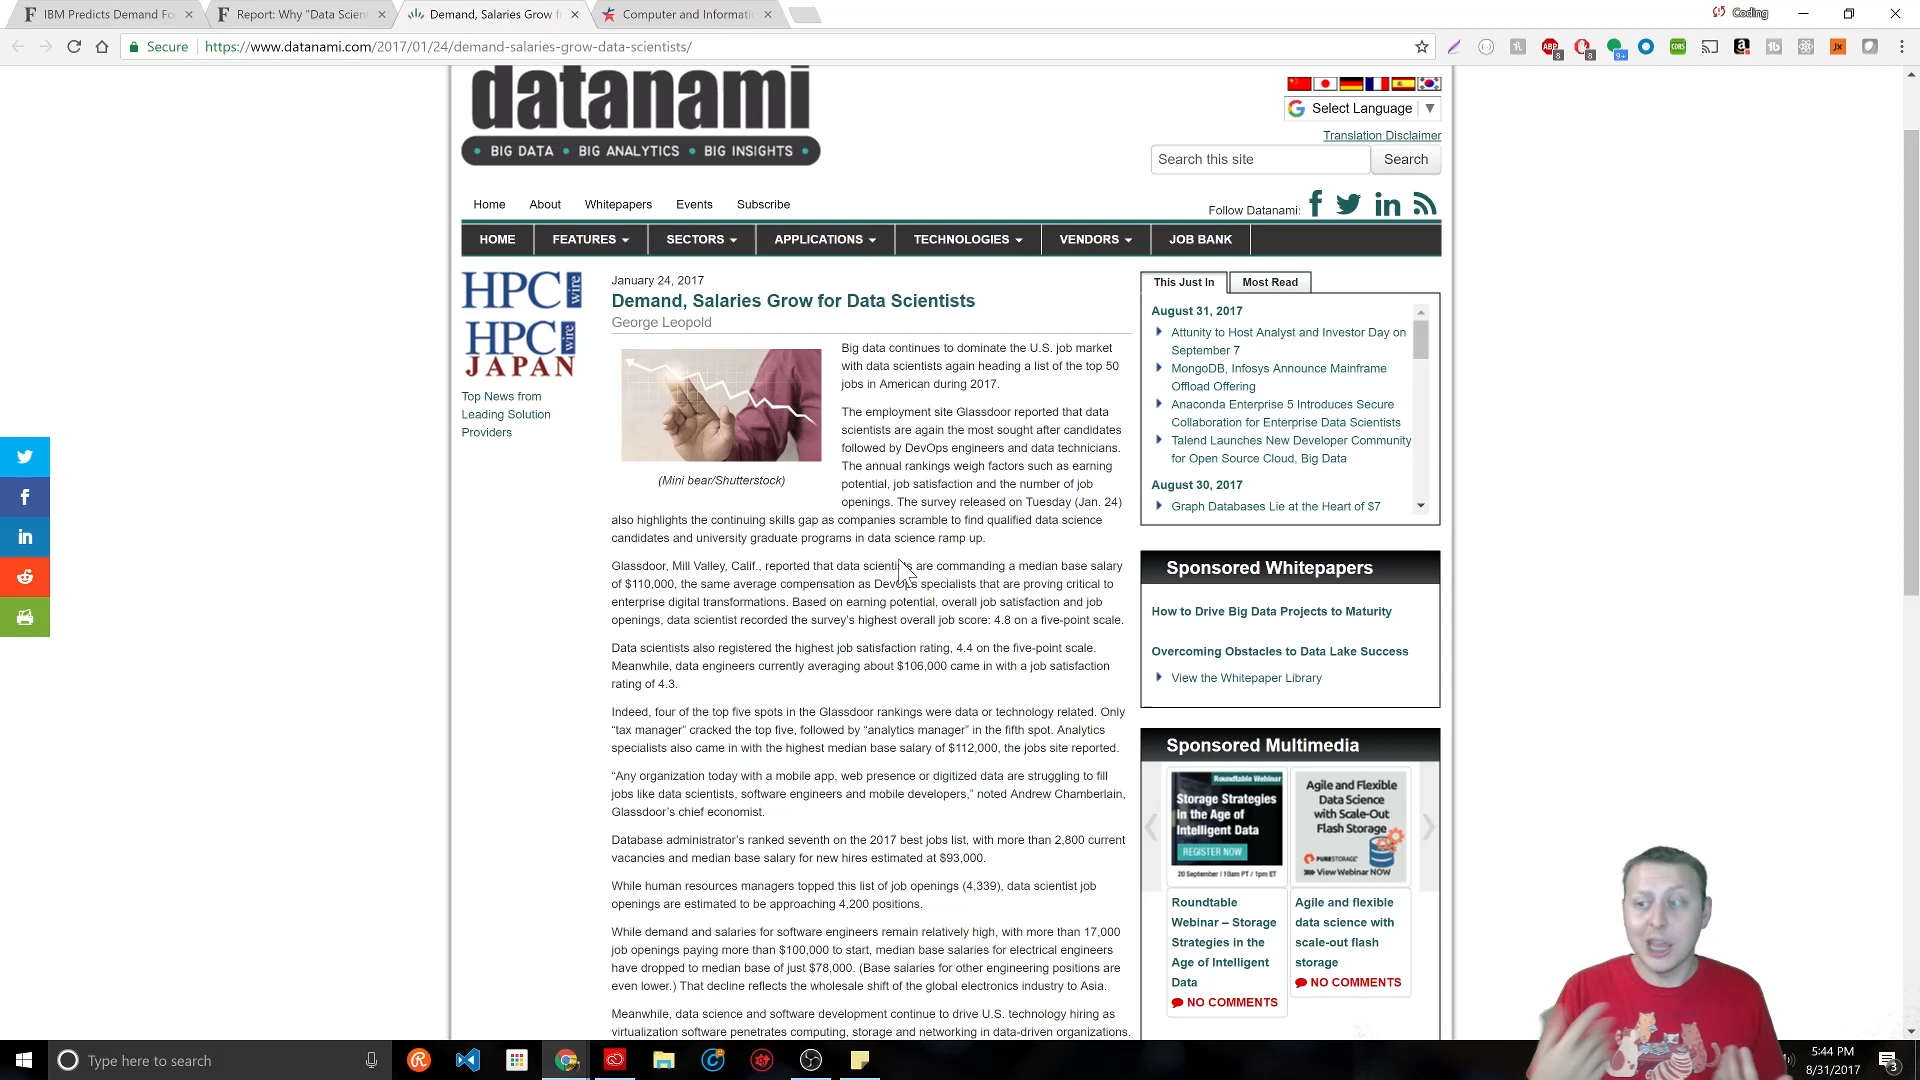 IBM Predicts Demand Fo
Report: Why "Data Scient
Demand, Salaries Grow f
Computer and Informati
Coding
Secure
https://www.datanami.com/2017/01/24/demand-salaries-grow-data-scientists/
datanami
• BIG DATA • BIG ANALYTICS • BIG INSIGHTS •
Select Language
Translation Disclaimer
Search this site
Search
Home About Whitepapers Events Subscribe
Follow Datanami:
HOME FEATURES SECTORS APPLICATIONS TECHNOLOGIES VENDORS JOB BANK
HPC wire
HPC wire
JAPAN
Top News from
Leading Solution
Providers
January 24, 2017
Demand, Salaries Grow for Data Scientists
George Leopold
(Mini bear/Shutterstock)
Big data continues to dominate the U.S. job market
with data scientists again heading a list of the top 50
jobs in American during 2017.
The employment site Glassdoor reported that data
scientists are again the most sought after candidates
followed by DevOps engineers and data technicians.
The annual rankings weigh factors such as earning
potential, job satisfaction and the number of job
openings. The survey released on Tuesday (Jan. 24)
also highlights the continuing skills gap as companies scramble to find qualified data science
candidates and university graduate programs in data science ramp up.
Glassdoor, Mill Valley, Calif., reported that data scientists are commanding a median base salary
of $110,000, the same average compensation as DevOps specialists that are proving critical to
enterprise digital transformations. Based on earning potential, overall job satisfaction and job
openings, data scientist recorded the survey's highest overall job score: 4.8 on a five-point scale.
Data scientists also registered the highest job satisfaction rating, 4.4 on the five-point scale.
Meanwhile, data engineers currently averaging about $106,000 came in with a job satisfaction
rating of 4.3.
Indeed, four of the top five spots in the Glassdoor rankings were data or technology related. Only
“tax manager” cracked the top five, followed by “analytics manager” in the fifth spot. Analytics
specialists also came in with the highest median base salary of $112,000, the jobs site reported.
“Any organization today with a mobile app, web presence or digitized data are struggling to fill
jobs like data scientists, software engineers and mobile developers,” noted Andrew Chamberlain,
Glassdoor's chief economist.
Database administrator's ranked seventh on the 2017 best jobs list, with more than 2,800 current
vacancies and median base salary for new hires estimated at $93,000.
While human resources managers topped this list of job openings (4,339), data scientist job
openings are estimated to be approaching 4,200 positions.
While demand and salaries for software engineers remain relatively high, with more than 17,000
job openings paying more than $100,000 to start, median base salaries for electrical engineers
have dropped to median base of just $78,000. (Base salaries for other engineering positions are
even lower.) That decline reflects the wholesale shift of the global electronics industry to Asia.
Meanwhile, data science and software development continue to drive U.S. technology hiring as
virtualization software penetrates computing, storage and networking in data-driven organizations.
This Just In Most Read
August 31, 2017
Attunity to Host Analyst and Investor Day on
September 7
MongoDB, Infosys Announce Mainframe
Offload Offering
Anaconda Enterprise 5 Introduces Secure
Collaboration for Enterprise Data Scientists
Talend Launches New Developer Community
for Open Source Cloud, Big Data
August 30, 2017
Graph Databases Lie at the Heart of $7
Sponsored Whitepapers
How to Drive Big Data Projects to Maturity
Overcoming Obstacles to Data Lake Success
View the Whitepaper Library
Sponsored Multimedia
Roundtable Webinar
Storage Strategies
in the Age of
Intelligent Data
REGISTER NOW
20 September | 10am PT / 1pm ET
Agile and Flexible
Data Science
with Scale-Out
Flash Storage
PURESTORAGE
View Webinar NOW
Roundtable
Webinar – Storage
Strategies in the
Age of Intelligent
Data
NO COMMENTS
Agile and flexible
data science with
scale-out flash
storage
NO COMMENTS
Type here to search
5:44 PM
8/31/2017
3